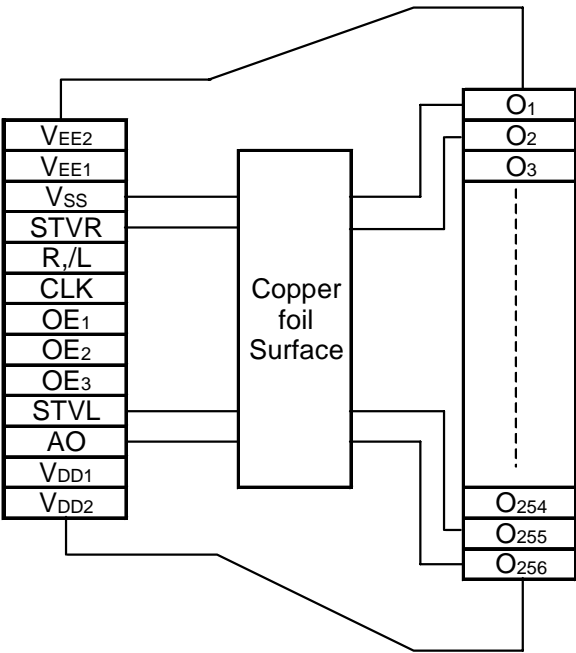 VEE2
VEE1
VSS
STVR
R,/L
CLK
OE1
OE2
OE3
STVL
AO
VDD1
VDD2
Copper
foil
Surface
O1
O2
O3
O254
O255
O256